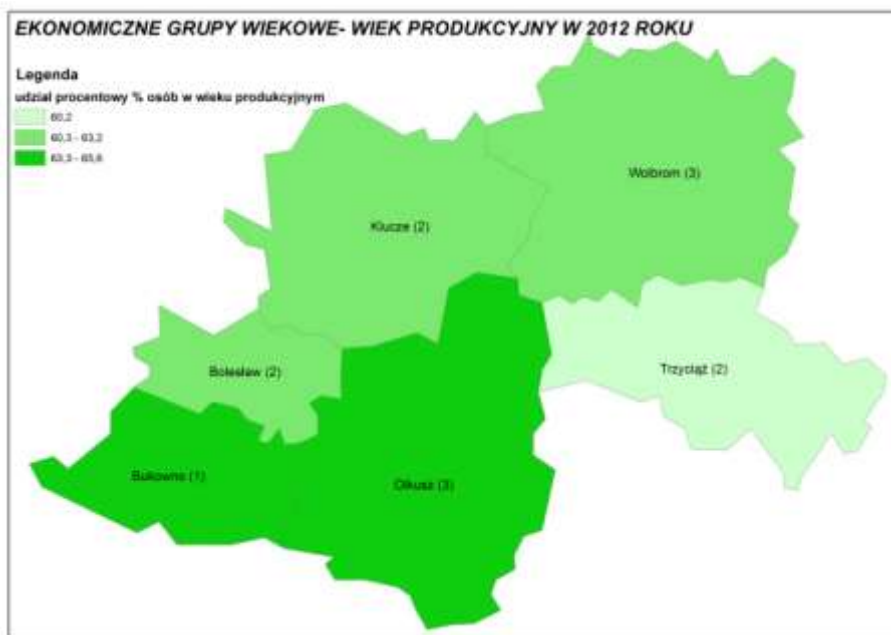 EKONOMICZNE GRUPY WIEKOWE- WIEK PRODUKCYJNY W 2012 ROKU
Legenda
udział procentowy % osób w wieku produkcyjnym
60,2
60,3 - 63,2
63,3 - 65,6
Wolbrom (3)
Klucze (2)
Bolesław (2)
Trzyciąż (2)
Bukowno (1)
Olkusz (3)